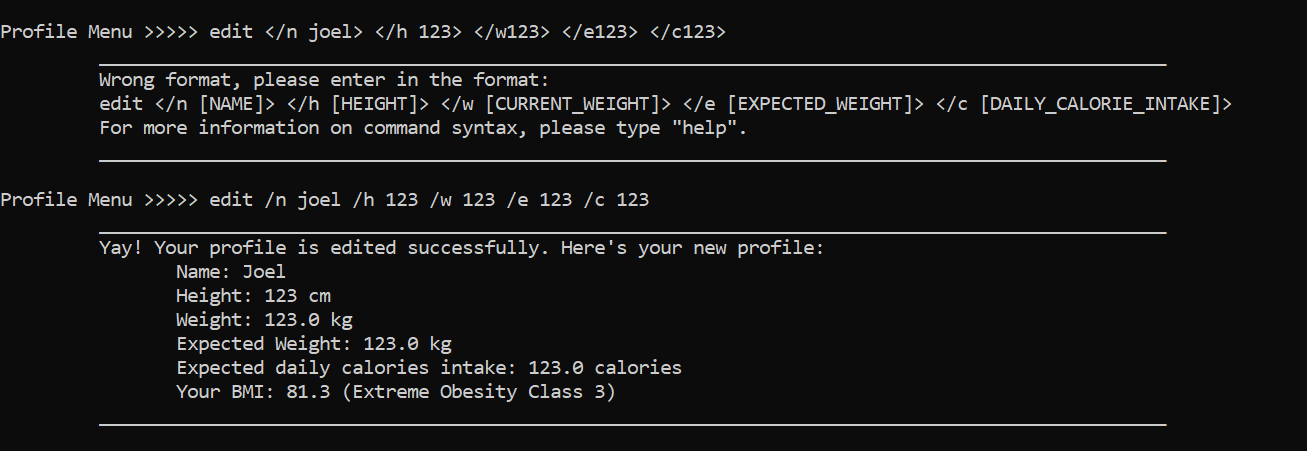 Profile Menu >>>>> edit </n joel> </h 123> </w123> </e123> </c123>
Wrong format, please enter in the format:
edit </n [NAME]> </h [HEIGHT]> </w [CURRENT_WEIGHT]> </e [EXPECTED_WEIGHT]> </c [DAILY_CALORIE_INTAKE]>
For more information on command syntax, please type "help".
Profile Menu >>>>> edit /n joel /h 123 /w 123 /e 123 /c 123
Yay! Your profile is edited successfully. Here's your new profile:
Name: Joel
Height: 123 cm
Weight: 123.0 kg
Expected Weight: 123.0 kg
Expected daily calories intake: 123.0 calories
Your BMI: 81.3 (Extreme Obesity Class 3)